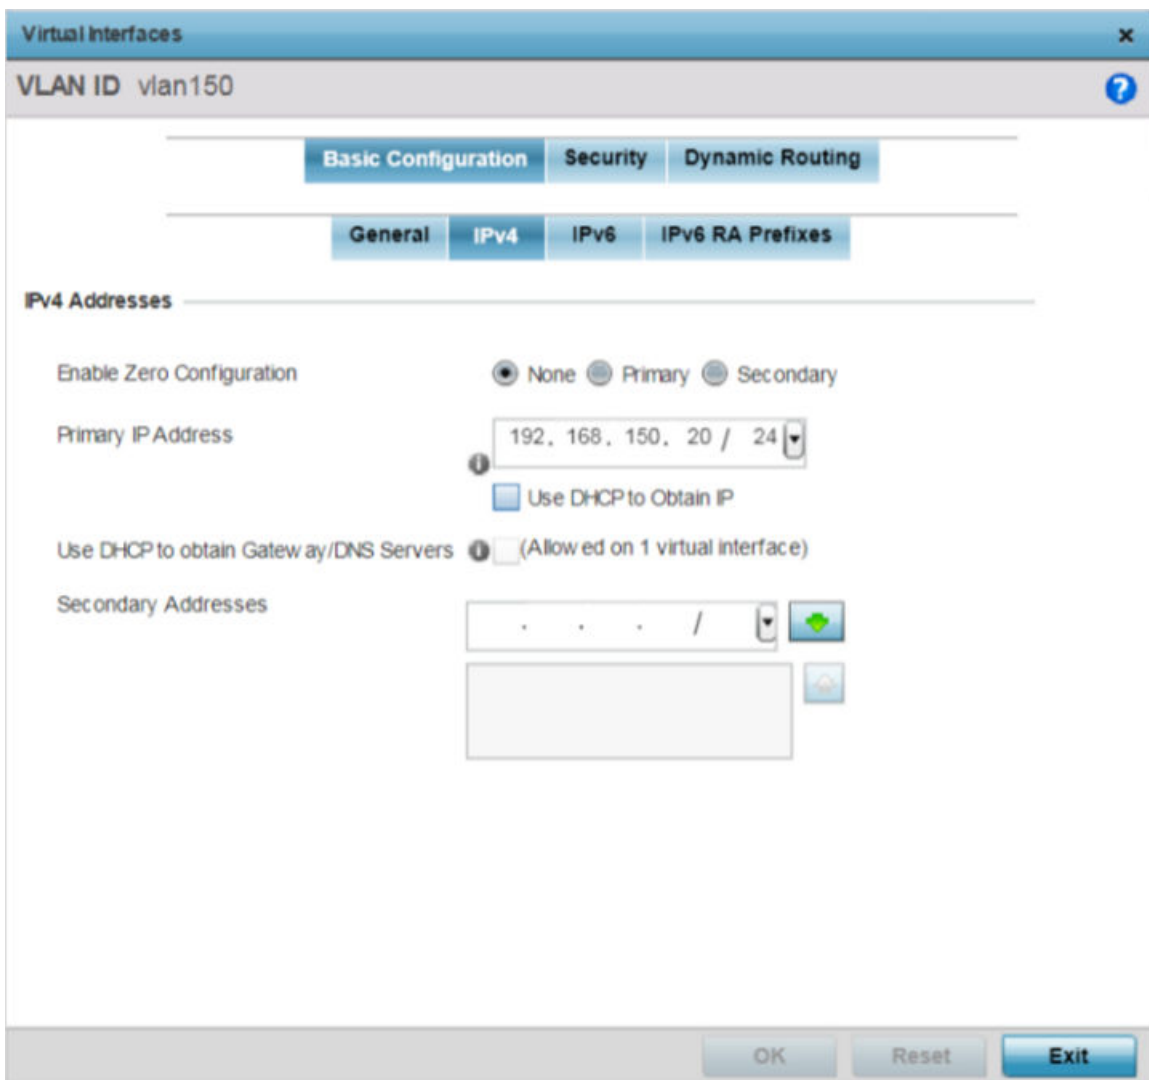 Virtual Interfaces
VLAN ID vlan150
Basic Configuration Security Dynamic Routing
General IPv4 IPv6 IPv6 RA Prefixes
IPv4 Addresses
Enable Zero Configuration None Primary Secondary
Primary IP Address 192. 168. 150. 20 / 24
Use DHCP to Obtain IP
Use DHCP to obtain Gateway/DNS Servers (Allowed on 1 virtual interface)
Secondary Addresses . . . /
OK Reset Exit